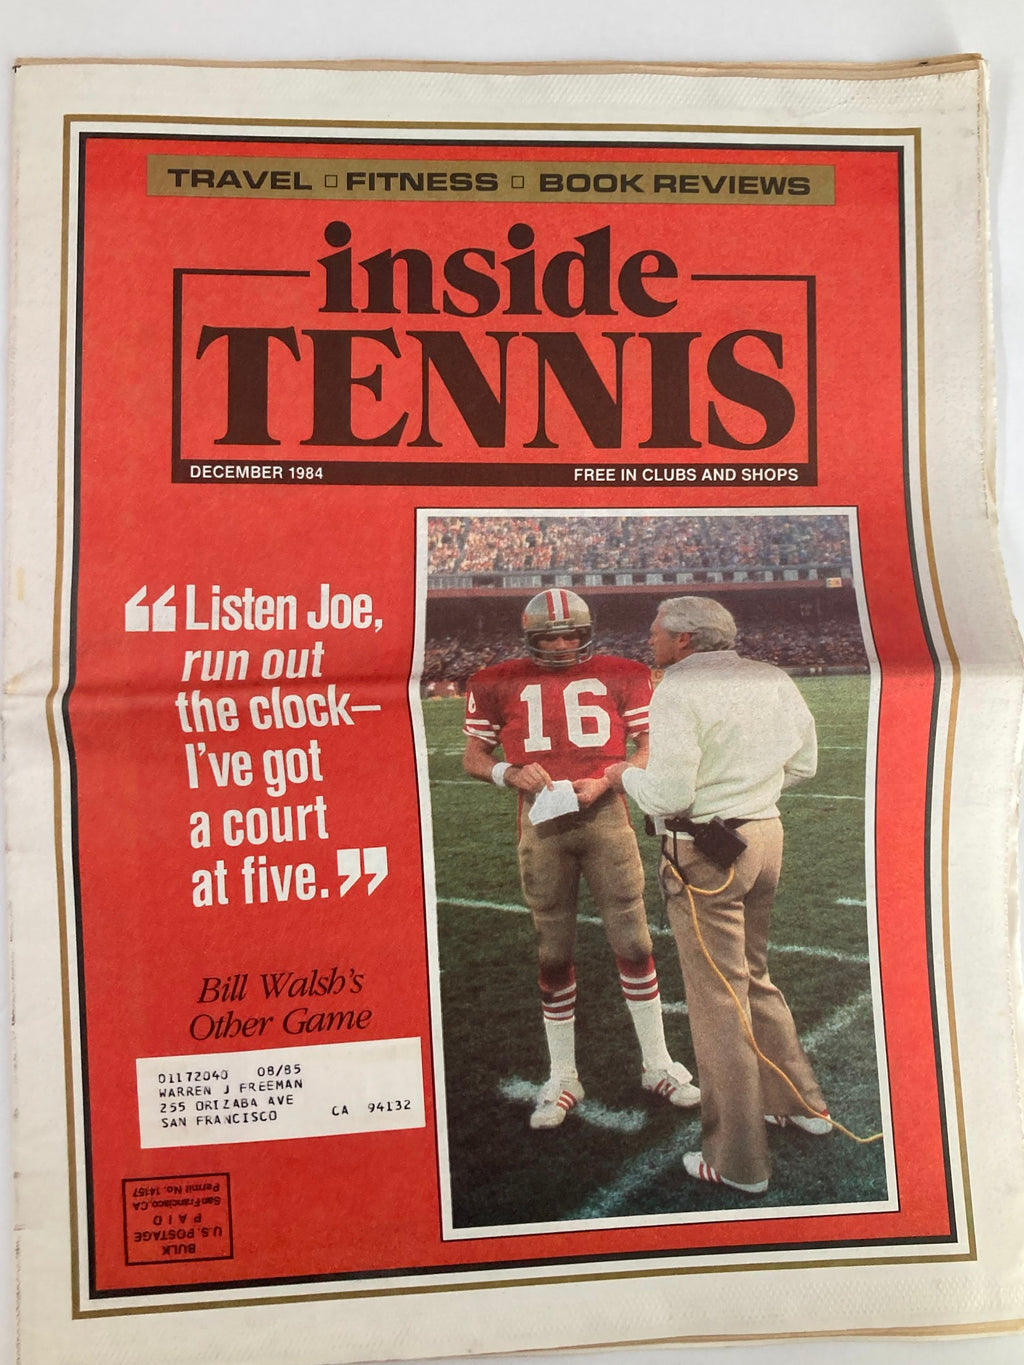 TRAVEL □ FITNESS □ BOOK REVIEWS
inside
TENNIS
DECEMBER 1984 FREE IN CLUBS AND SHOPS
“Listen Joe,
run out
the clock—
I’ve got
a court
at five.”
16
Bill Walsh’s
Other Game
01172040 08/85
WARREN J FREEMAN
255 ORIZABA AVE
SAN FRANCISCO CA 94132
BULK
U.S. POSTAGE
PAID
San Francisco, CA
Permit No. 14157